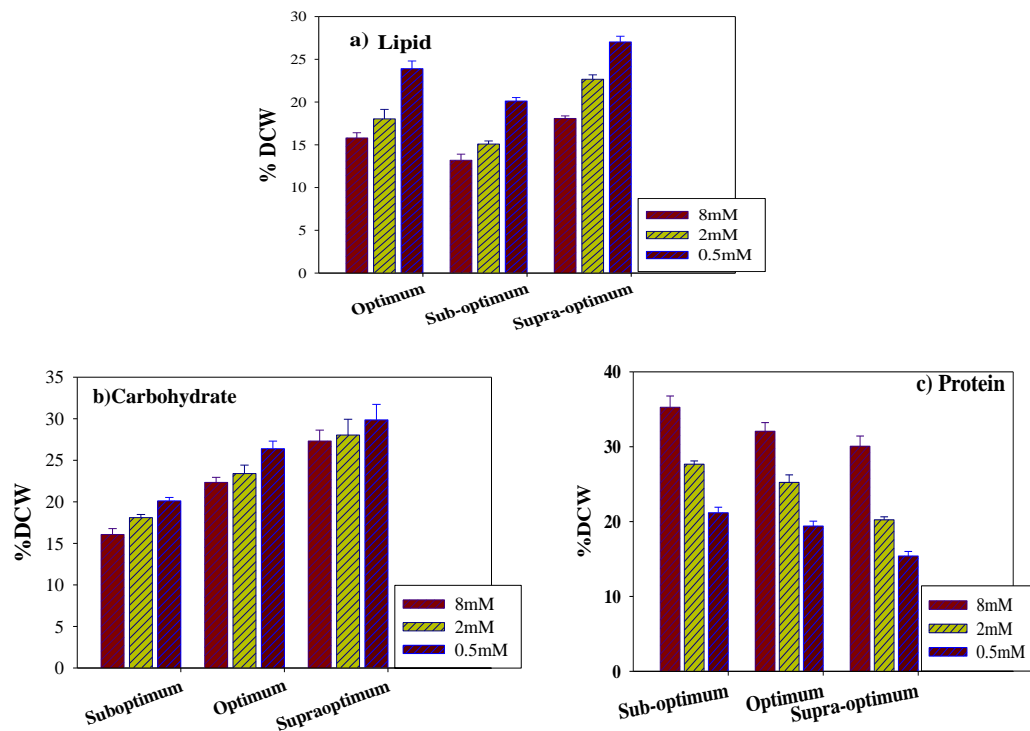 a) Lipid
30
25
20
15
10
5
0
% DCW
8mM
2mM
0.5mM
Optimum
Sub-optimum
Supra-optimum
b)Carbohydrate
35
30
25
20
15
10
5
0
%DCW
8mM
2mM
0.5mM
Suboptimum
Optimum
Supraoptimum
c) Protein
40
30
20
10
0
%DCW
8mM
2mM
0.5mM
Sub-optimum
Optimum
Supra-optimum